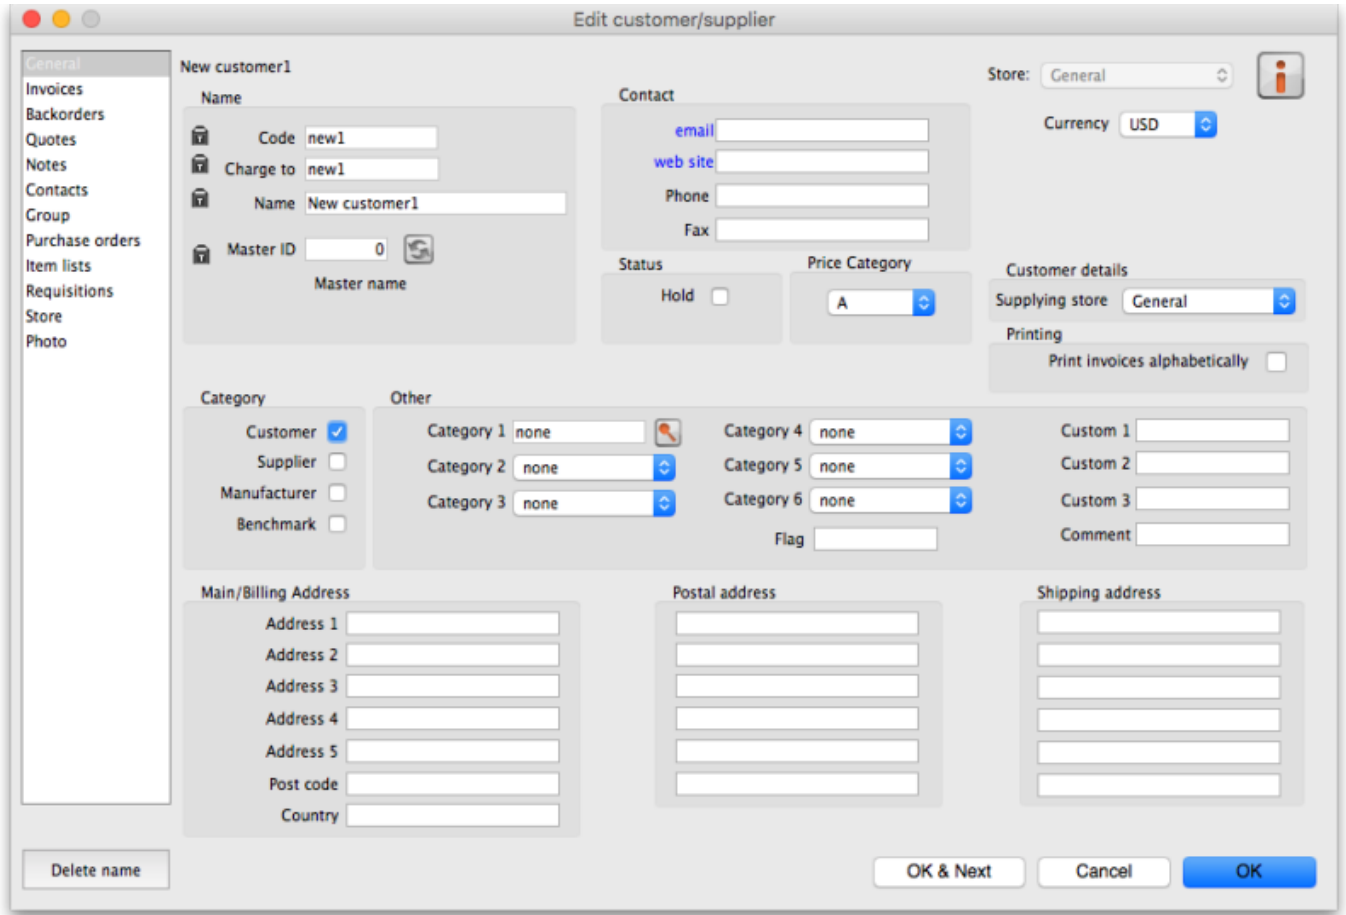 Edit customer/supplier
General
Invoices
Backorders
Quotes
Notes
Contacts
Group
Purchase orders
Item lists
Requisitions
Store
Photo
New customer1
Name
Code new1
Charge to new1
Name New customer1
Master ID 0
Master name
Contact
email
web site
Phone
Fax
Status
Hold
Price Category
A
Store: General
Currency USD
Customer details
Supplying store General
Printing
Print invoices alphabetically
Category
Customer
Supplier
Manufacturer
Benchmark
Other
Category 1 none
Category 2 none
Category 3 none
Category 4 none
Category 5 none
Category 6 none
Flag
Custom 1
Custom 2
Custom 3
Comment
Main/Billing Address
Address 1
Address 2
Address 3
Address 4
Address 5
Post code
Country
Postal address
Shipping address
Delete name
OK & Next
Cancel
OK